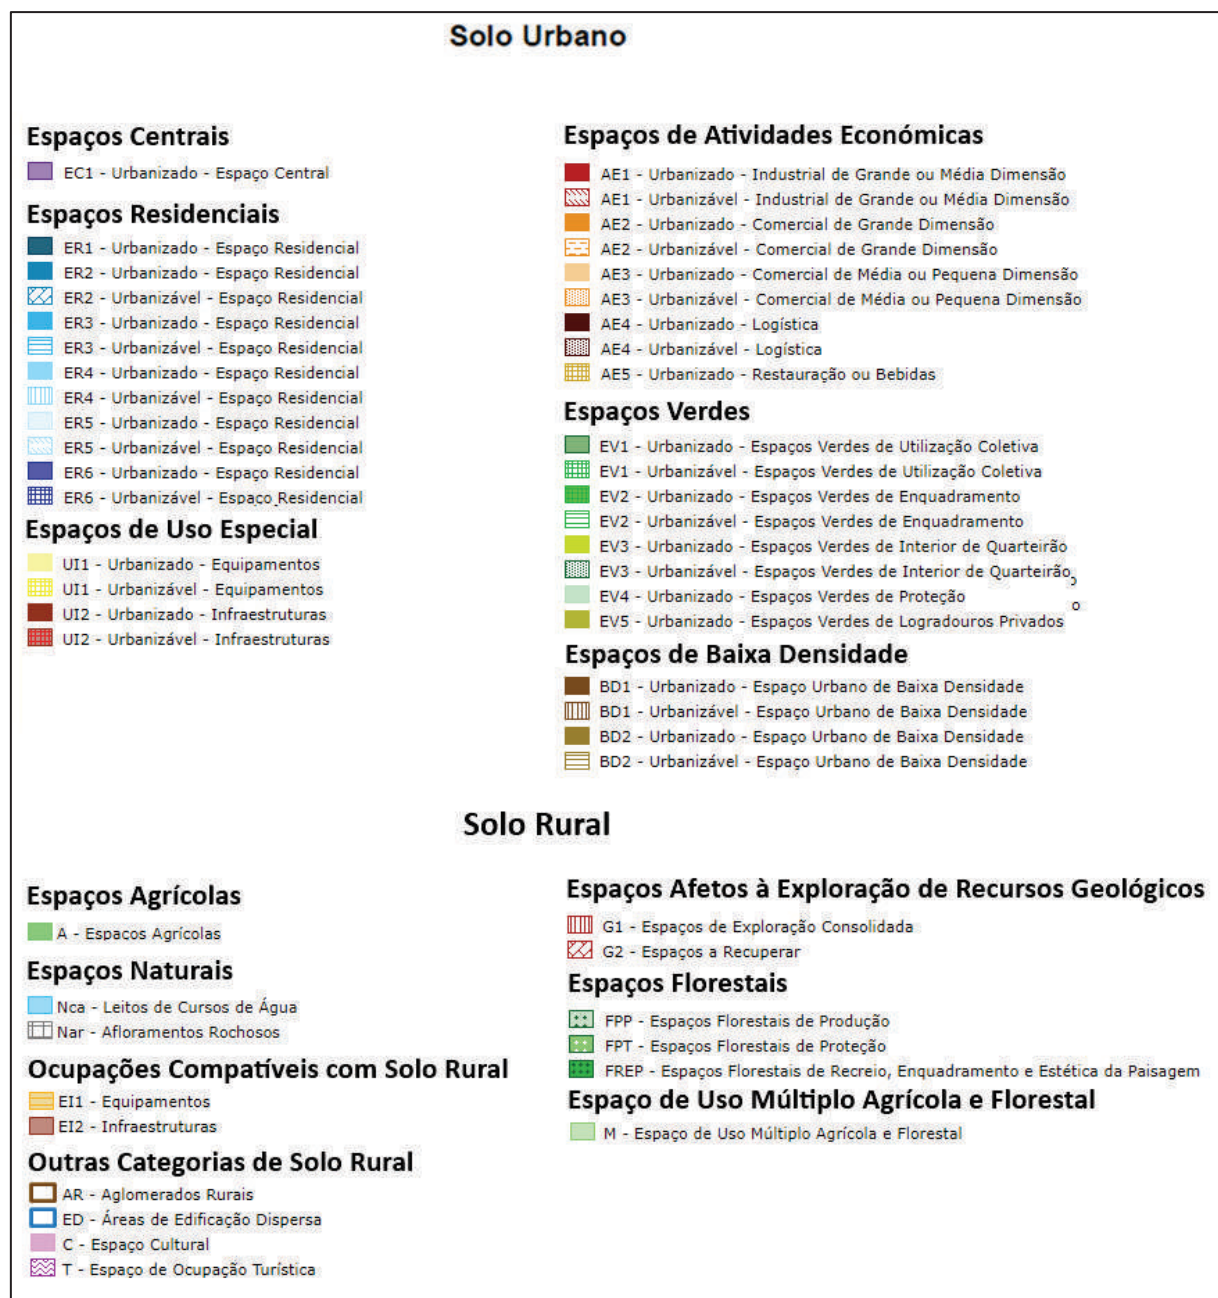 Solo Urbano
Espaços Centrais
EC1 - Urbanizado - Espaço Central
Espaços Residenciais
ER1 - Urbanizado - Espaço Residencial
ER2 - Urbanizado - Espaço Residencial
ER2 - Urbanizável - Espaço Residencial
ER3 - Urbanizado - Espaço Residencial
ER3 - Urbanizável - Espaço Residencial
ER4 - Urbanizado - Espaço Residencial
ER4 - Urbanizável - Espaço Residencial
ER5 - Urbanizado - Espaço Residencial
ER5 - Urbanizável - Espaço Residencial
ER6 - Urbanizado - Espaço Residencial
ER6 - Urbanizável - Espaço Residencial
Espaços de Uso Especial
UI1 - Urbanizado - Equipamentos
UI1 - Urbanizável - Equipamentos
UI2 - Urbanizado - Infraestruturas
UI2 - Urbanizável - Infraestruturas
Espaços de Atividades Económicas
AE1 - Urbanizado - Industrial de Grande ou Média Dimensão
AE1 - Urbanizável - Industrial de Grande ou Média Dimensão
AE2 - Urbanizado - Comercial de Grande Dimensão
AE2 - Urbanizável - Comercial de Grande Dimensão
AE3 - Urbanizado - Comercial de Média ou Pequena Dimensão
AE3 - Urbanizável - Comercial de Média ou Pequena Dimensão
AE4 - Urbanizado - Logística
AE4 - Urbanizável - Logística
AE5 - Urbanizado - Restauração ou Bebidas
Espaços Verdes
EV1 - Urbanizado - Espaços Verdes de Utilização Coletiva
EV1 - Urbanizável - Espaços Verdes de Utilização Coletiva
EV2 - Urbanizado - Espaços Verdes de Enquadramento
EV2 - Urbanizável - Espaços Verdes de Enquadramento
EV3 - Urbanizado - Espaços Verdes de Interior de Quarteirão
EV3 - Urbanizável - Espaços Verdes de Interior de Quarteirão
EV4 - Urbanizado - Espaços Verdes de Proteção
EV5 - Urbanizado - Espaços Verdes de Logradouros Privados
Espaços de Baixa Densidade
BD1 - Urbanizado - Espaço Urbano de Baixa Densidade
BD1 - Urbanizável - Espaço Urbano de Baixa Densidade
BD2 - Urbanizado - Espaço Urbano de Baixa Densidade
BD2 - Urbanizável - Espaço Urbano de Baixa Densidade
Solo Rural
Espaços Agrícolas
A - Espacos Agrícolas
Espaços Naturais
Nca - Leitos de Cursos de Água
Nar - Afloramentos Rochosos
Ocupações Compatíveis com Solo Rural
EI1 - Equipamentos
EI2 - Infraestruturas
Outras Categorias de Solo Rural
AR - Aglomerados Rurais
ED - Áreas de Edificação Dispersa
C - Espaço Cultural
T - Espaço de Ocupação Turística
Espaços Afetos à Exploração de Recursos Geológicos
G1 - Espaços de Exploração Consolidada
G2 - Espaços a Recuperar
Espaços Florestais
FPP - Espaços Florestais de Produção
FPT - Espaços Florestais de Proteção
FREP - Espaços Florestais de Recreio, Enquadramento e Estética da Paisagem
Espaço de Uso Múltiplo Agrícola e Florestal
M - Espaço de Uso Múltiplo Agrícola e Florestal